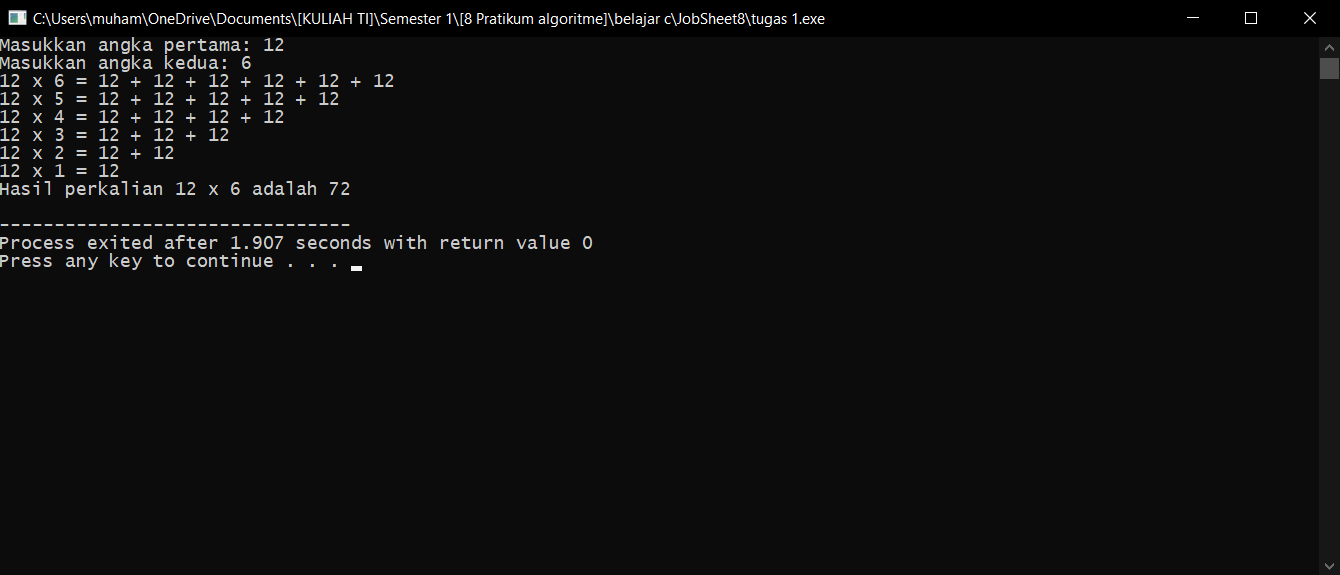 C:\Users\muham\OneDrive\Documents\[KULIAH TI]\Semester 1\[8 Pratikum algoritme]\belajar c\JobSheet8\tugas 1.exe
Masukkan angka pertama: 12
Masukkan angka kedua: 6
12 x 6 = 12 + 12 + 12 + 12 + 12 + 12
12 x 5 = 12 + 12 + 12 + 12 + 12
12 x 4 = 12 + 12 + 12 + 12
12 x 3 = 12 + 12 + 12
12 x 2 = 12 + 12
12 x 1 = 12
Hasil perkalian 12 x 6 adalah 72
--------------------------------
Process exited after 1.907 seconds with return value 0
Press any key to continue . . .